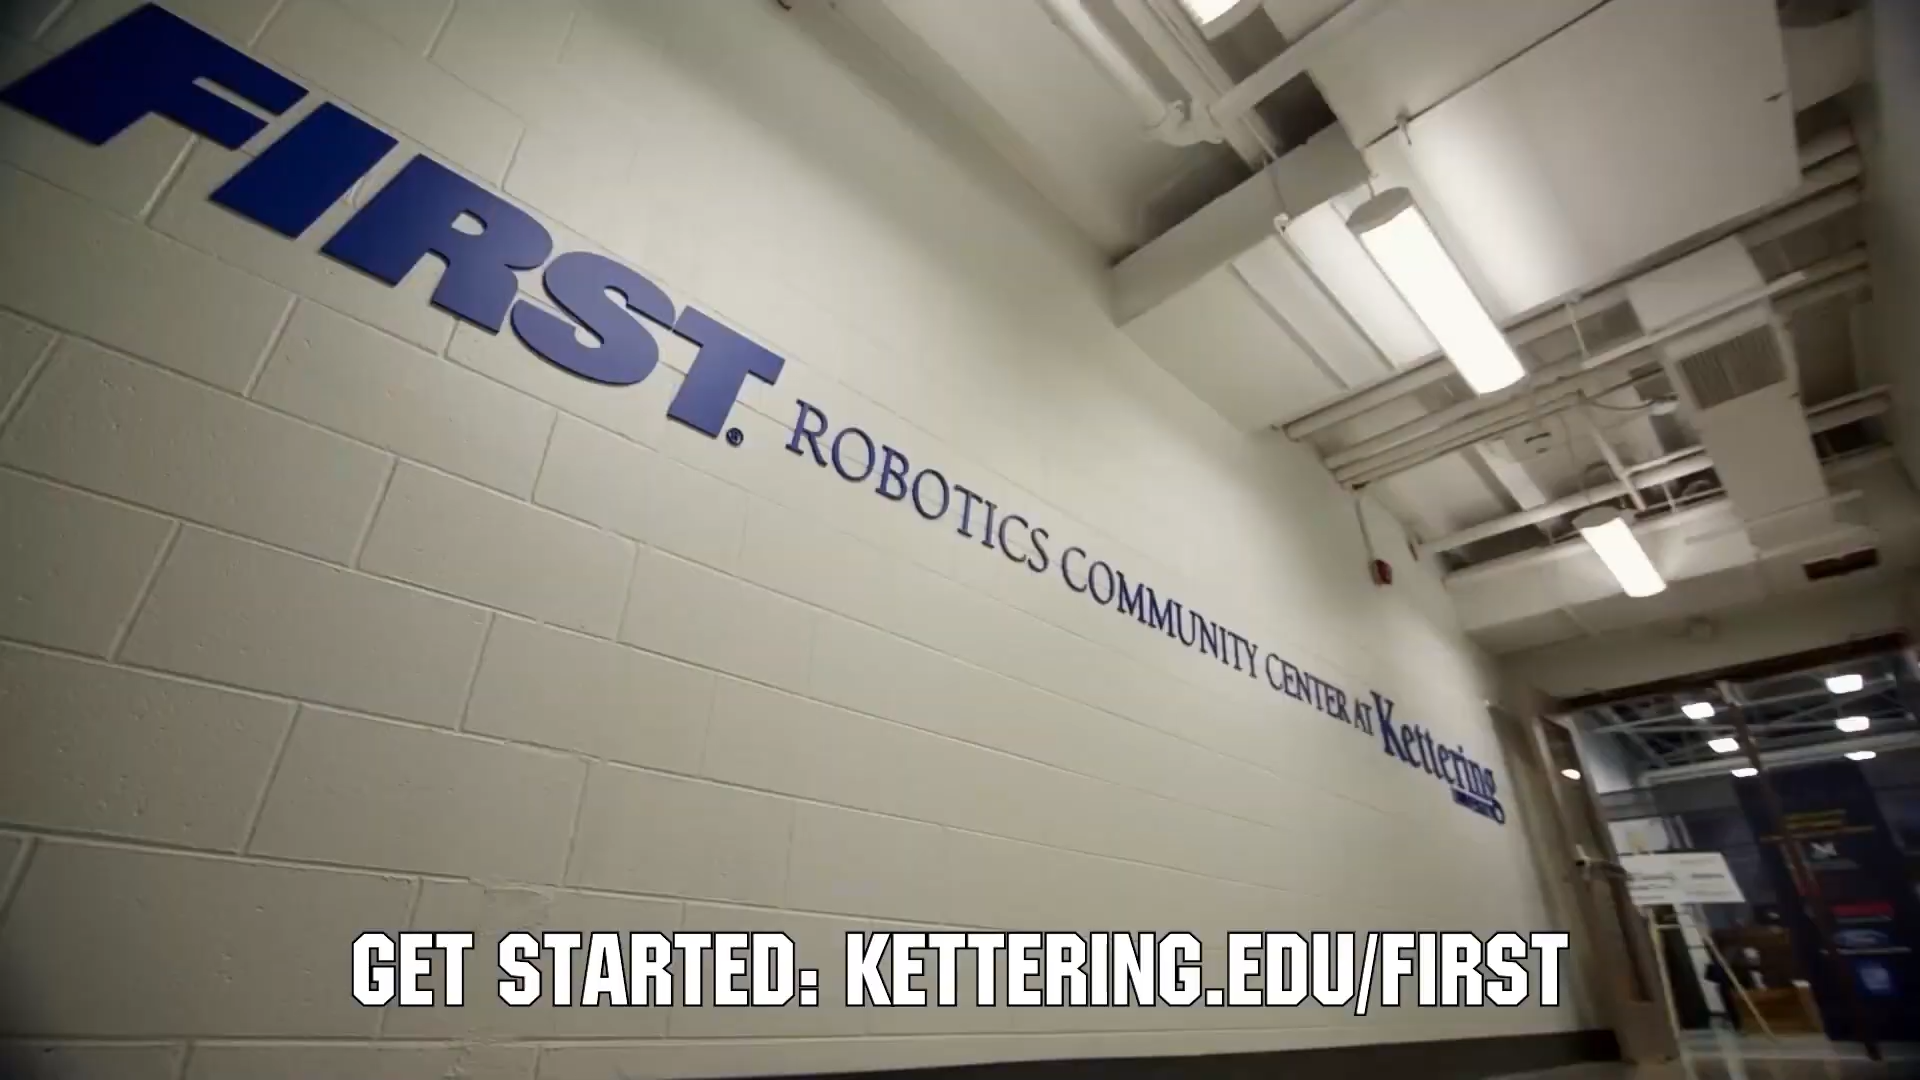 FIRST® ROBOTICS COMMUNITY CENTER AT Kettering
GET STARTED: KETTERING.EDU/FIRST